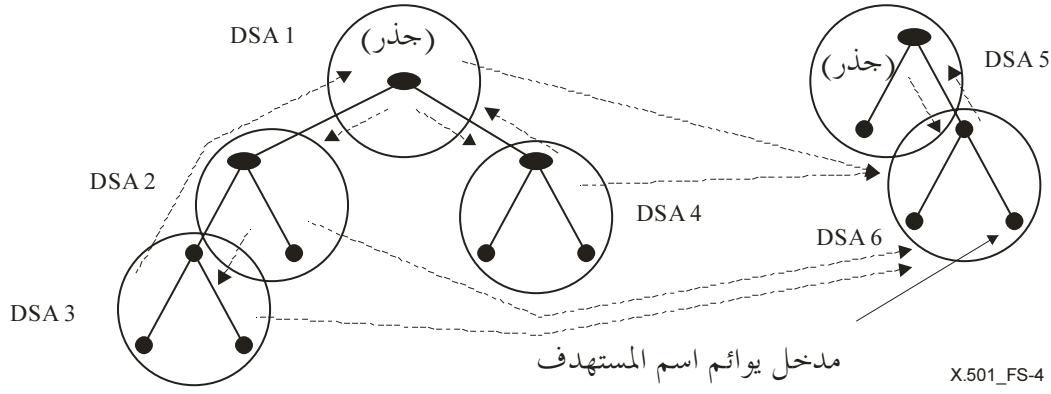 DSA 1
(جذر)
DSA 5
(جذر)
DSA 2
DSA 4
DSA 6
DSA 3
مدخل يوائم اسم المستهدف
X.501_FS-4